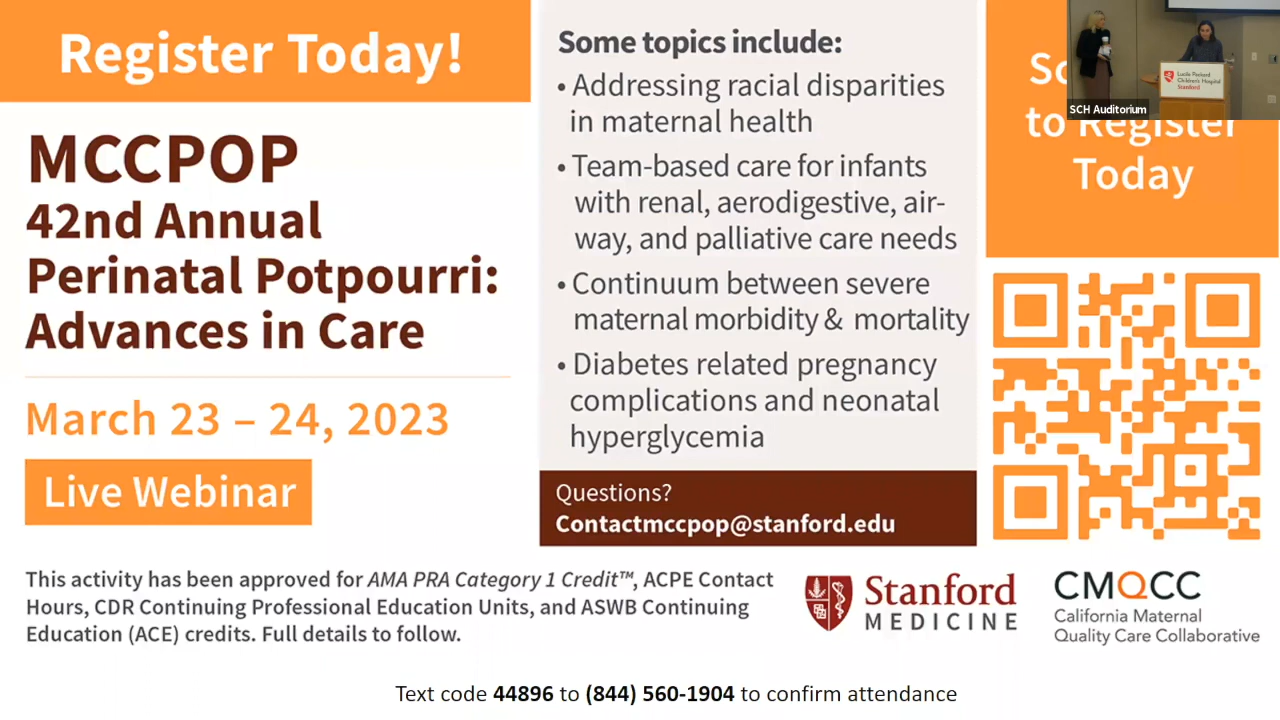 Register Today!
MCCPOP
42nd Annual
Perinatal Potpourri:
Advances in Care
March 23 – 24, 2023
Live Webinar
Some topics include:
• Addressing racial disparities
in maternal health
• Team-based care for infants
with renal, aerodigestive, air-
way, and palliative care needs
• Continuum between severe
maternal morbidity & mortality
• Diabetes related pregnancy
complications and neonatal
hyperglycemia
Questions?
Contactmccpop@stanford.edu
to Register
Today
Lucile Packard
Children's Hospital
Stanford
SCH Auditorium
This activity has been approved for AMA PRA Category 1 Credit™, ACPE Contact
Hours, CDR Continuing Professional Education Units, and ASWB Continuing
Education (ACE) credits. Full details to follow.
Stanford
MEDICINE
CMQCC
California Maternal
Quality Care Collaborative
Text code 44896 to (844) 560-1904 to confirm attendance